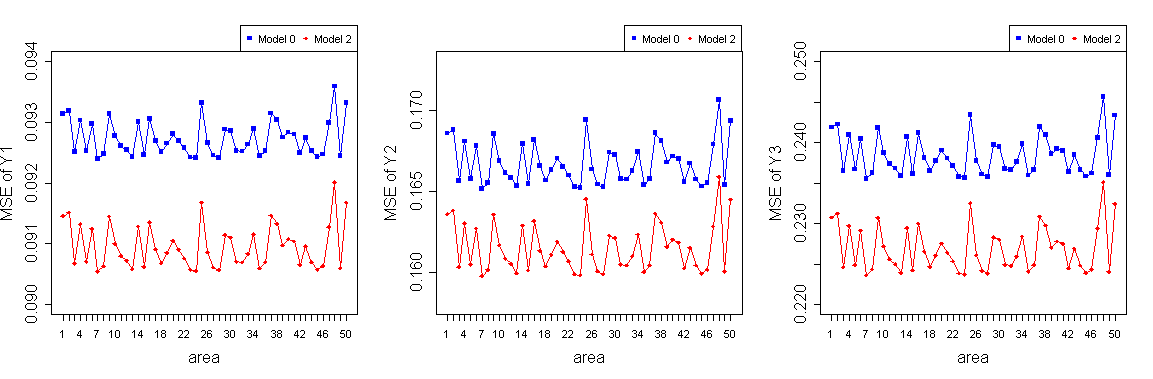 Model 0 Model 2
MSE of Y1
0.094
0.093
0.092
0.091
0.090
1 4 7 10 14 18 22 26 30 34 38 42 46 50
area
Model 0 Model 2
MSE of Y2
0.170
0.165
0.160
1 4 7 10 14 18 22 26 30 34 38 42 46 50
area
Model 0 Model 2
MSE of Y3
0.250
0.240
0.230
0.220
1 4 7 10 14 18 22 26 30 34 38 42 46 50
area